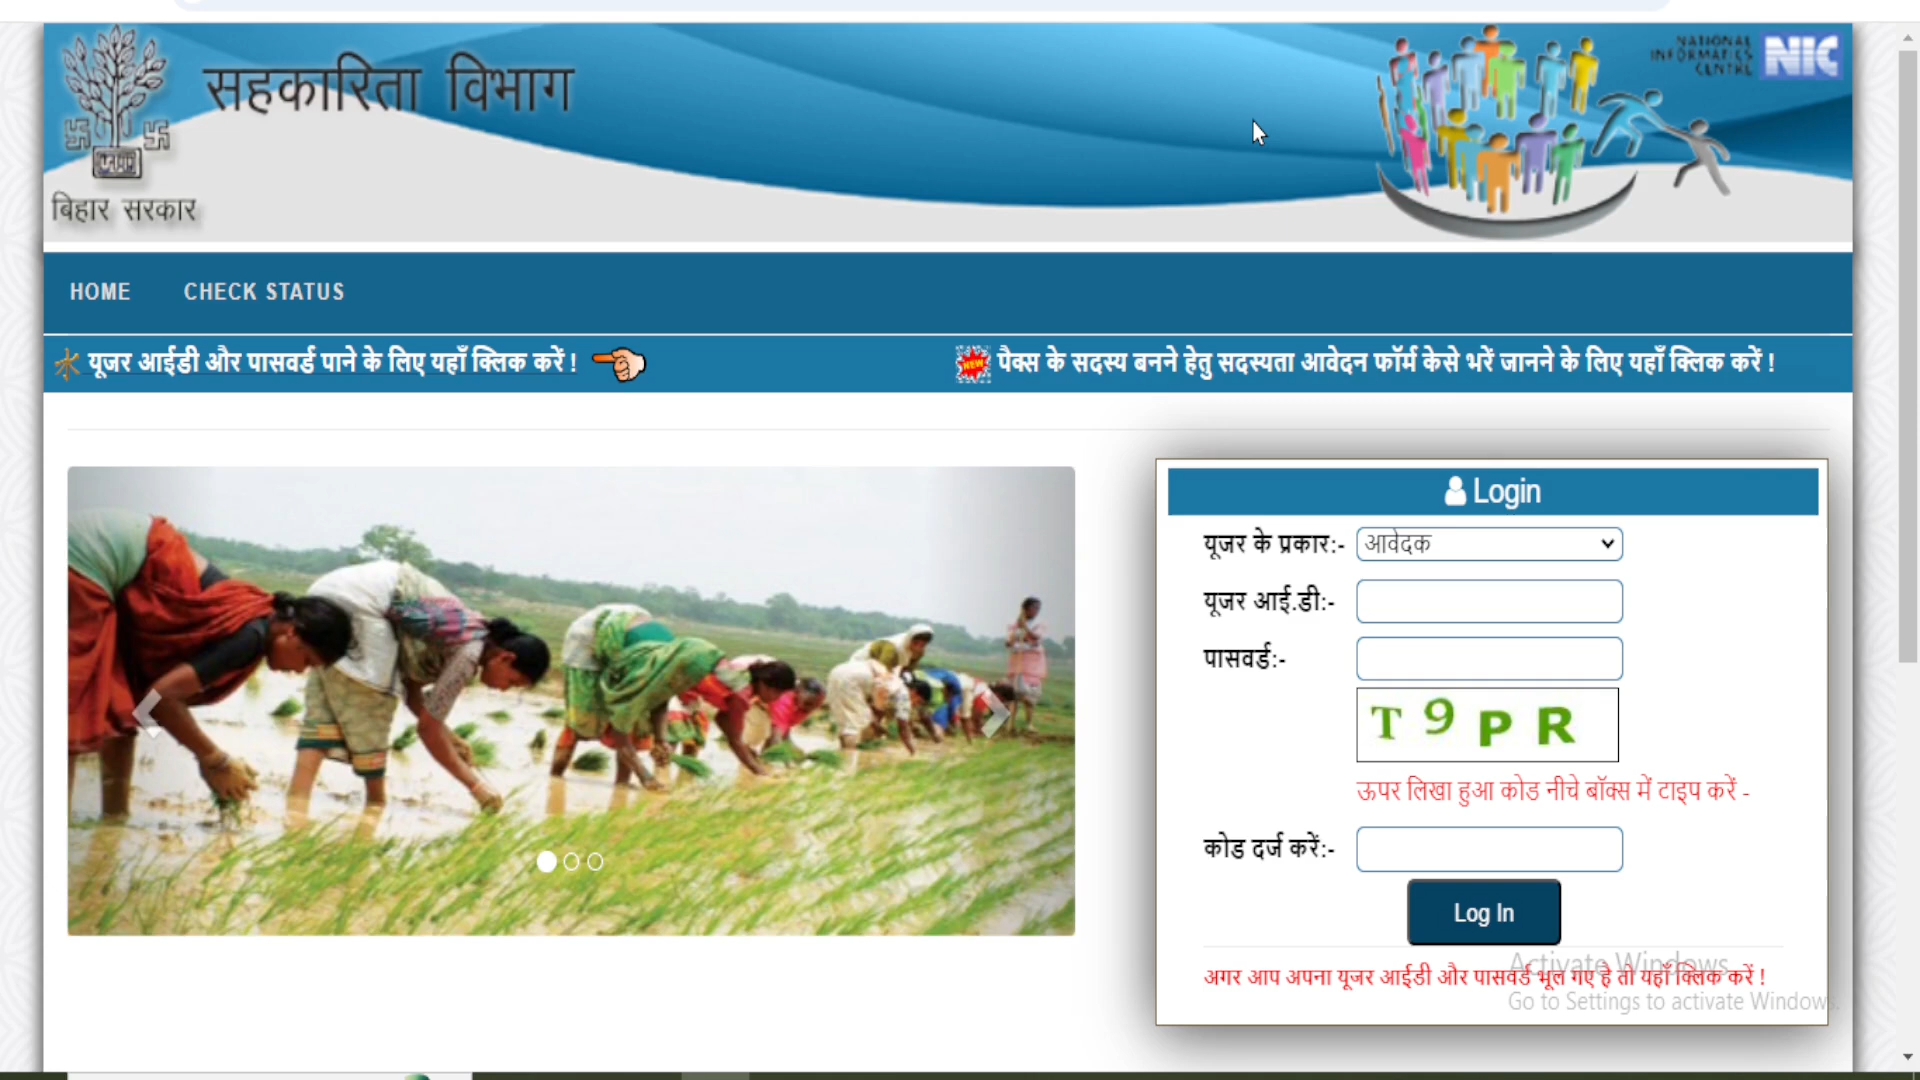 सहकारिता विभाग
बिहार सरकार
NATIONAL
INFORMATICS
CENTRE
NIC
HOME CHECK STATUS
यूजर आईडी और पासवर्ड पाने के लिए यहाँ क्लिक करें !
NEW पैक्स के सदस्य बनने हेतु सदस्यता आवेदन फॉर्म केसे भरें जानने के लिए यहाँ क्लिक करें !
Login
यूजर के प्रकार:- आवेदक
यूजर आई.डी:-
पासवर्ड:-
T 9 P R
ऊपर लिखा हुआ कोड नीचे बॉक्स में टाइप करें -
कोड दर्ज करें:-
Log In
अगर आप अपना यूजर आईडी और पासवर्ड भूल गए है तो यहाँ क्लिक करें !
Activate Windows
Go to Settings to activate Windows.